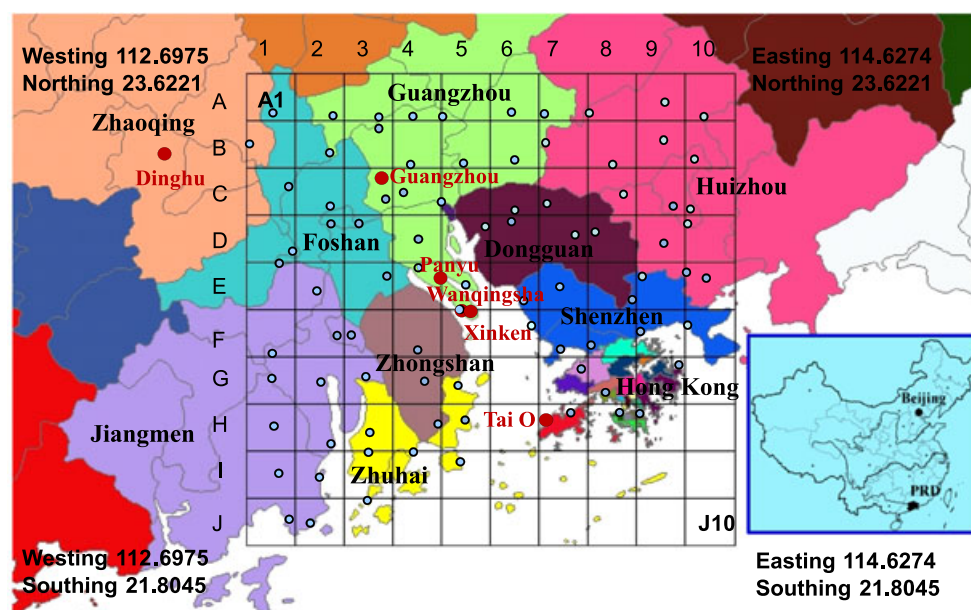 Westing 112.6975
Northing 23.6221
Easting 114.6274
Northing 23.6221
1 2 3 4 5 6 7 8 9 10
A
B
C
D
E
F
G
H
I
J
A1
Guangzhou
Zhaoqing
Dinghu
Guangzhou
Huizhou
Foshan
Dongguan
Panyu
Wanqingsha
Xinken
Shenzhen
Zhongshan
Hong Kong
Jiangmen
Tai O
Zhuhai
J10
Beijing
PRD
Westing 112.6975
Southing 21.8045
Easting 114.6274
Southing 21.8045